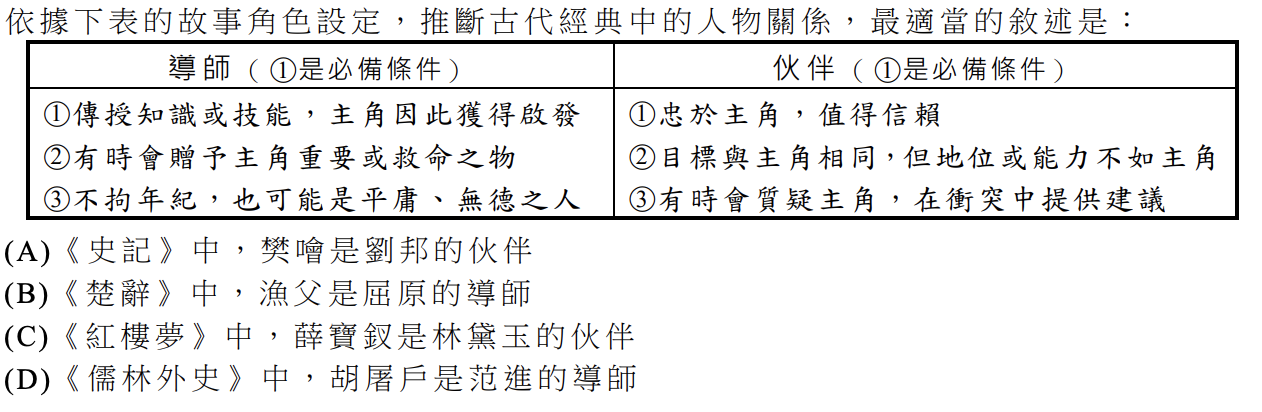 依據下表的故事角色設定，推斷古代經典中的人物關係，最適當的敘述是：
導師（①是必備條件） 伙伴（①是必備條件）
①傳授知識或技能，主角因此獲得啟發 ①忠於主角，值得信賴
②有時會贈予主角重要或救命之物 ②目標與主角相同，但地位或能力不如主角
③不拘年紀，也可能是平庸、無德之人 ③有時會質疑主角，在衝突中提供建議
(A)《史記》中，樊噲是劉邦的伙伴
(B)《楚辭》中，漁父是屈原的導師
(C)《紅樓夢》中，薛寶釵是林黛玉的伙伴
(D)《儒林外史》中，胡屠戶是范進的導師